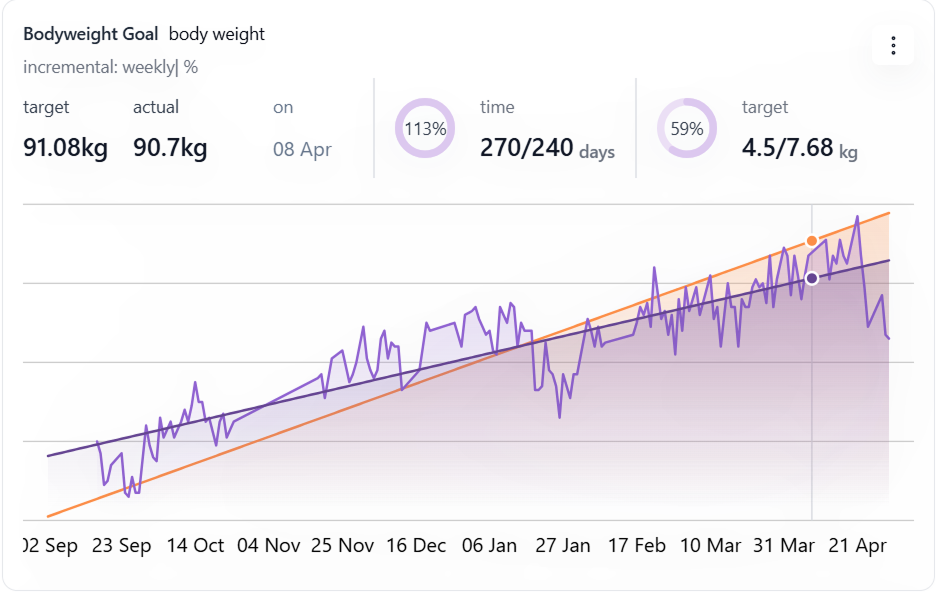 Bodyweight Goal body weight
incremental: weekly| %
target actual on
91.08kg 90.7kg 08 Apr
113%
time
270/240 days
59%
target
4.5/7.68 kg
02 Sep 23 Sep 14 Oct 04 Nov 25 Nov 16 Dec 06 Jan 27 Jan 17 Feb 10 Mar 31 Mar 21 Apr